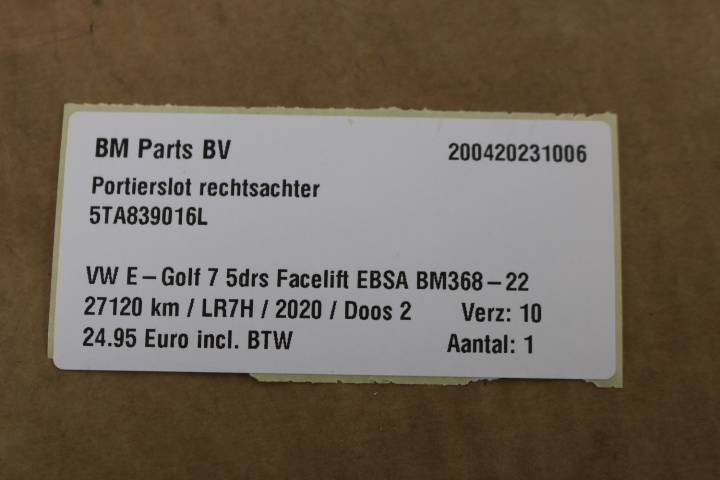 BM Parts BV 200420231006
Portierslot rechtsachter
5TA839016L
VW E-Golf 7 5drs Facelift EBSA BM368-22
27120 km / LR7H / 2020 / Doos 2 Verz: 10
24.95 Euro incl. BTW Aantal: 1